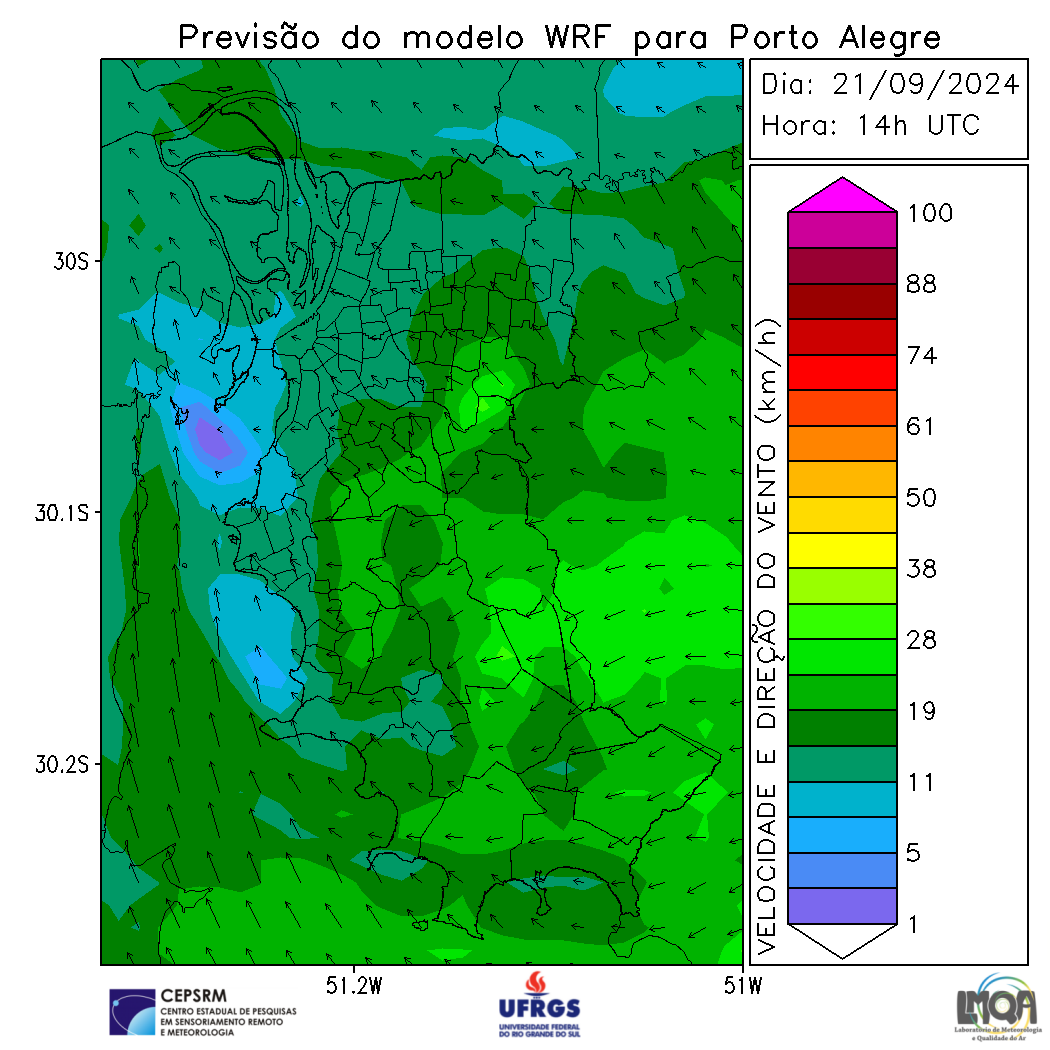 Previsão do modelo WRF para Porto Alegre
Dia: 21/09/2024
Hora: 14h UTC
30S
30.1S
30.2S
51.2W
51W
VELOCIDADE E DIREÇÃO DO VENTO (km/h)
100
88
74
61
50
38
28
19
11
5
1
CEPSRM
CENTRO ESTADUAL DE PESQUISAS
EM SENSORIAMENTO REMOTO
E METEOROLOGIA
UFRGS
UNIVERSIDADE FEDERAL
DO RIO GRANDE DO SUL
LMQA
Laboratório de Meteorologia
e Qualidade do Ar